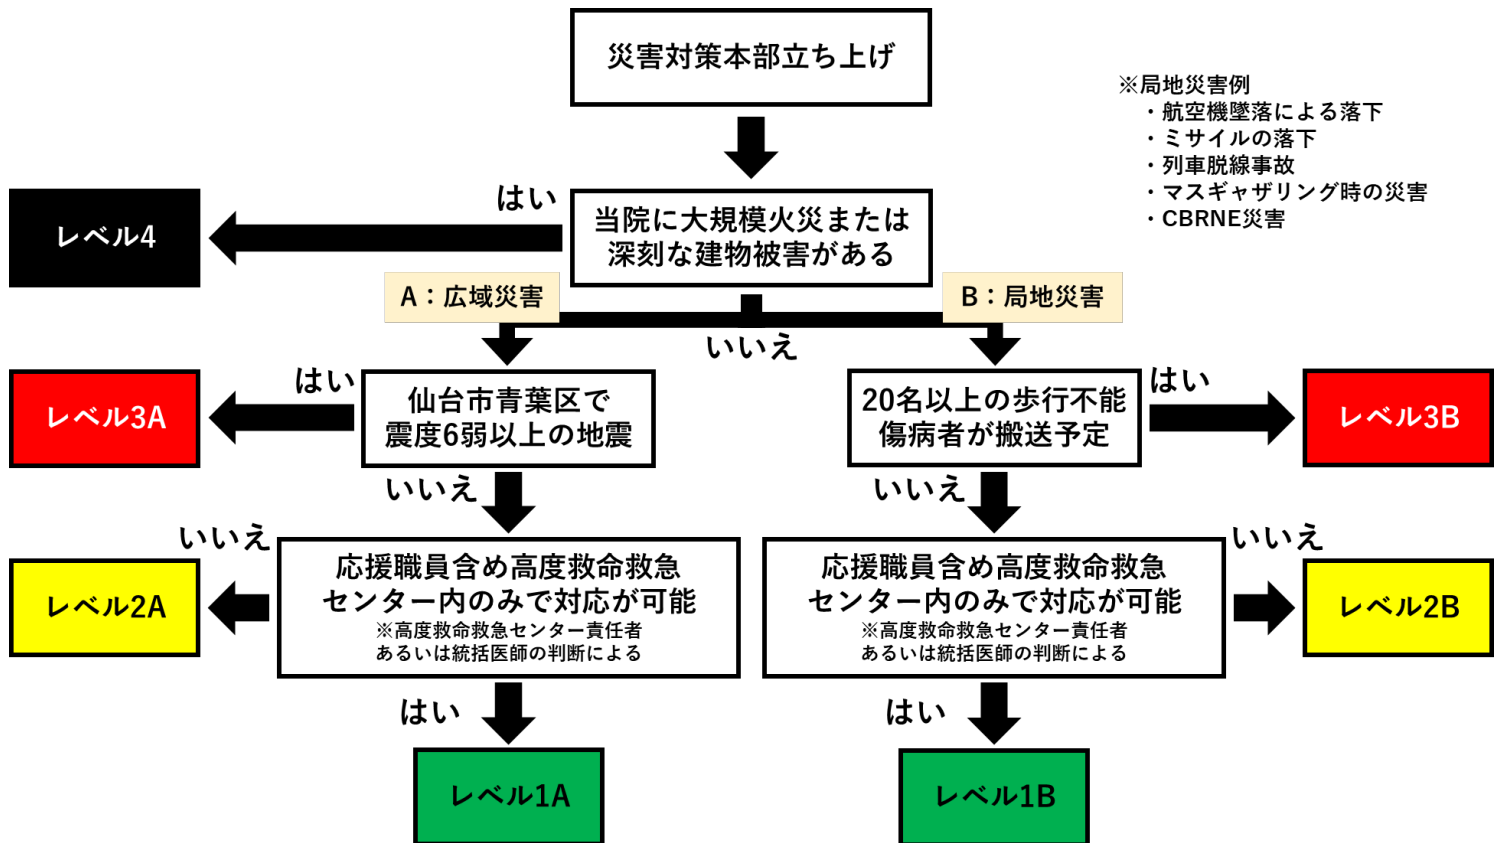 災害対策本部立ち上げ
※局地災害例
・航空機墜落による落下
・ミサイルの落下
・列車脱線事故
・マスギャザリング時の災害
・CBRNE災害
はい
レベル4
当院に大規模火災または
深刻な建物被害がある
A：広域災害
B：局地災害
いいえ
はい
レベル3A
仙台市青葉区で
震度6弱以上の地震
20名以上の歩行不能
傷病者が搬送予定
はい
レベル3B
いいえ
いいえ
いいえ
レベル2A
応援職員含め高度救命救急
センター内のみで対応が可能
※高度救命救急センター責任者
あるいは統括医師の判断による
応援職員含め高度救命救急
センター内のみで対応が可能
※高度救命救急センター責任者
あるいは統括医師の判断による
いいえ
レベル2B
はい
はい
レベル1A
レベル1B